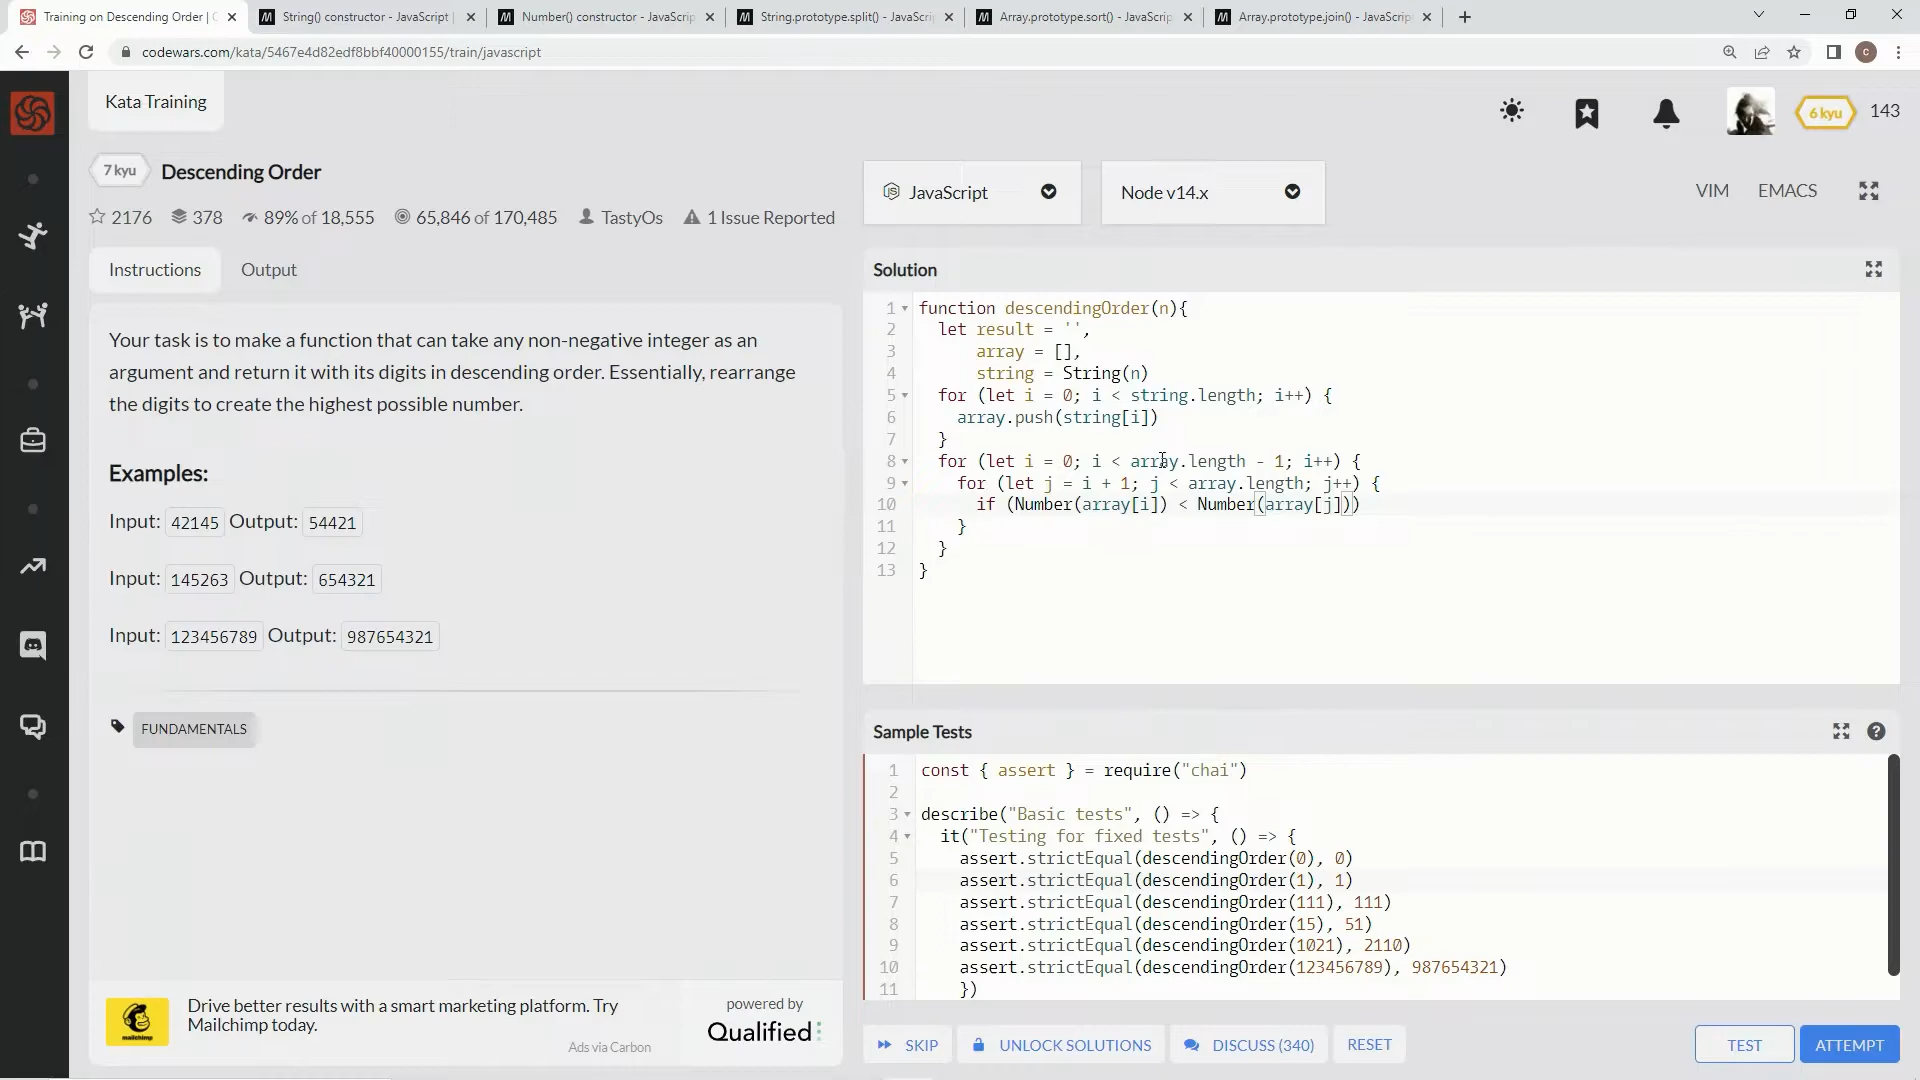 Training on Descending Order | C
String() constructor - JavaScript |
Number() constructor - JavaScrip
String.prototype.split() - JavaScri
Array.prototype.sort() - JavaScrip
Array.prototype.join() - JavaScript
codewars.com/kata/5467e4d82edf8bbf40000155/train/javascript
C
Kata Training
6 kyu
143
7 kyu
Descending Order
2176
378
89% of 18,555
65,846 of 170,485
TastyOs
1 Issue Reported
JavaScript
Node v14.x
VIM
EMACS
Instructions
Output
Your task is to make a function that can take any non-negative integer as an
argument and return it with its digits in descending order. Essentially, rearrange
the digits to create the highest possible number.
Examples:
Input: 42145 Output: 54421
Input: 145263 Output: 654321
Input: 123456789 Output: 987654321
FUNDAMENTALS
Drive better results with a smart marketing platform. Try
Mailchimp today.
mailchimp
Ads via Carbon
powered by
Qualified
Solution
1 function descendingOrder(n){
2 let result = '',
3 array = [],
4 string = String(n)
5 for (let i = 0; i < string.length; i++) {
6 array.push(string[i])
7 }
8 for (let i = 0; i < array.length - 1; i++) {
9 for (let j = i + 1; j < array.length; j++) {
10 if (Number(array[i]) < Number(array[j]))
11 }
12 }
13 }
Sample Tests
1 const { assert } = require("chai")
2
3 describe("Basic tests", () => {
4 it("Testing for fixed tests", () => {
5 assert.strictEqual(descendingOrder(0), 0)
6 assert.strictEqual(descendingOrder(1), 1)
7 assert.strictEqual(descendingOrder(111), 111)
8 assert.strictEqual(descendingOrder(15), 51)
9 assert.strictEqual(descendingOrder(1021), 2110)
10 assert.strictEqual(descendingOrder(123456789), 987654321)
11 })
SKIP
UNLOCK SOLUTIONS
DISCUSS (340)
RESET
TEST
ATTEMPT